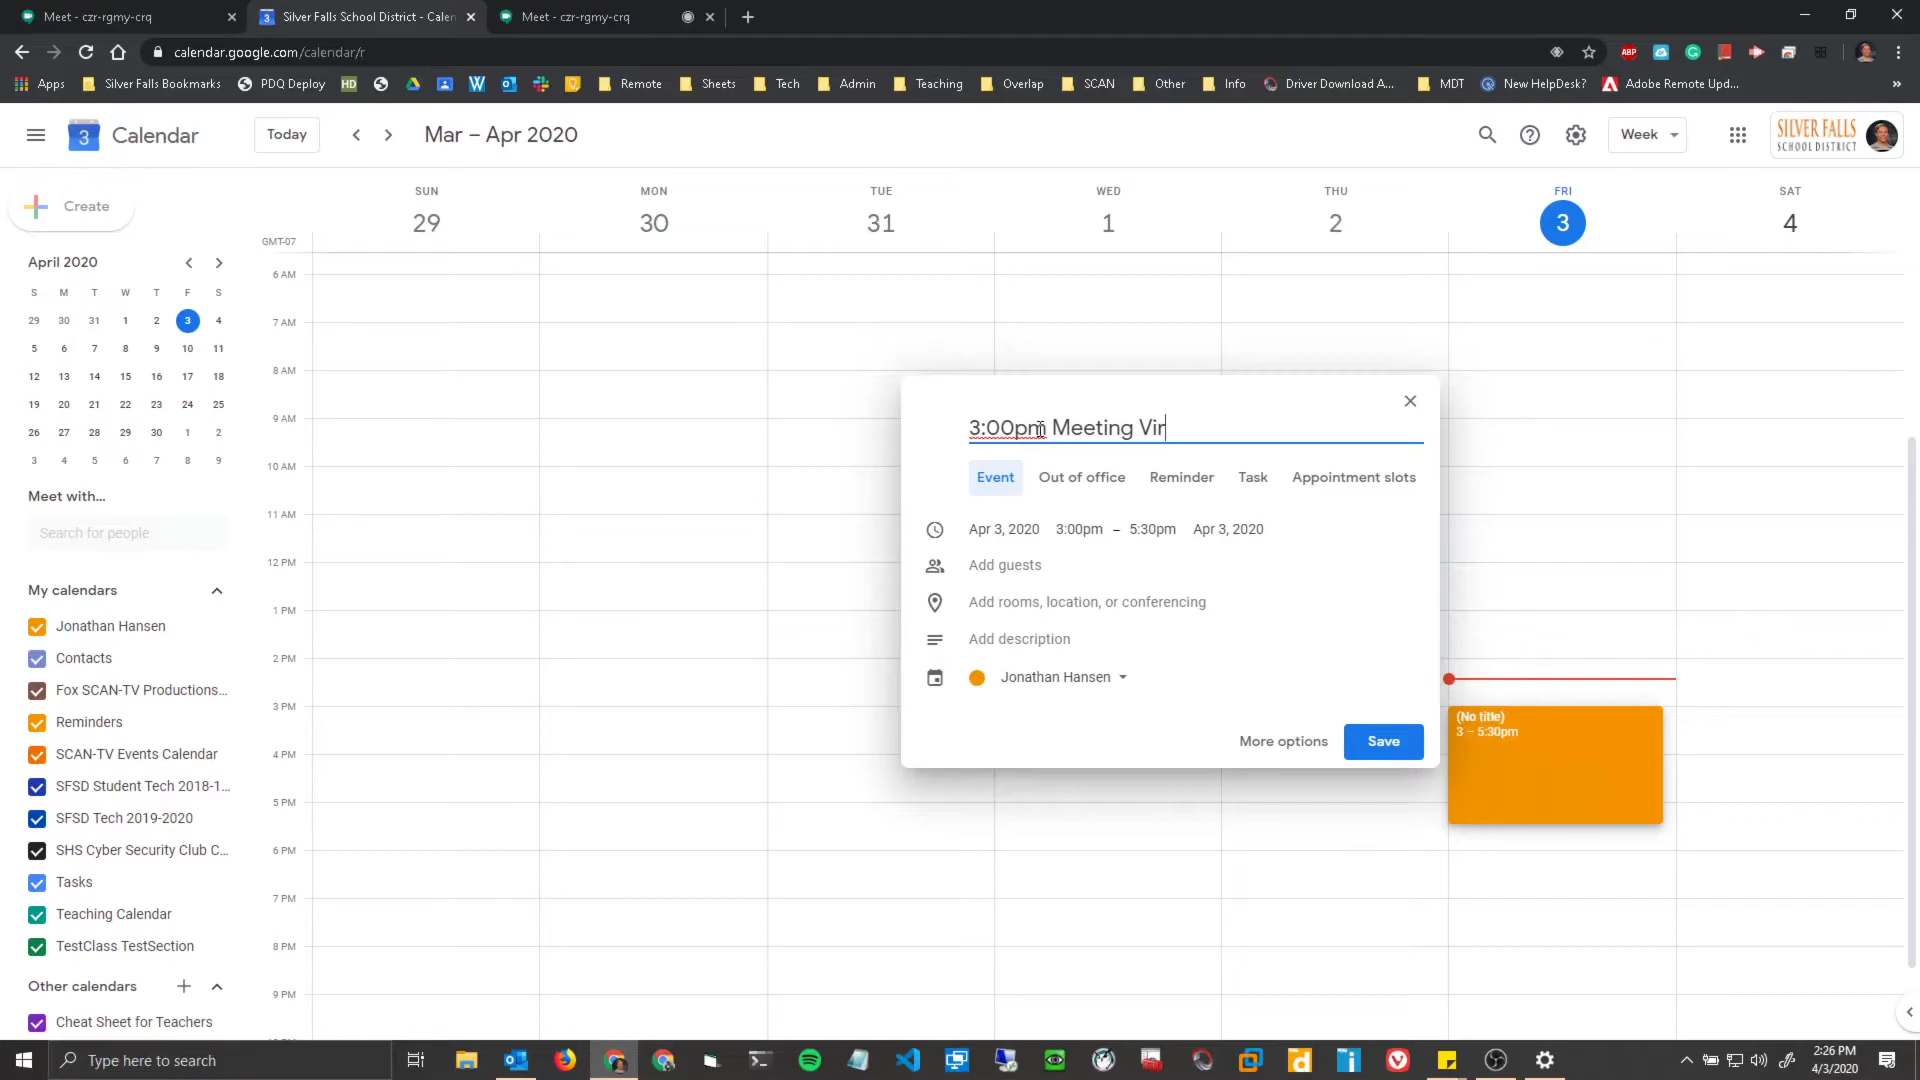 Meet - czr-rgmy-crq
Silver Falls School District - Calen
Meet - czr-rgmy-crq
calendar.google.com/calendar/r
Apps
Silver Falls Bookmarks
PDQ Deploy
HD
Remote
Sheets
Tech
Admin
Teaching
Overlap
SCAN
Other
Info
Driver Download A...
MDT
New HelpDesk?
Adobe Remote Upd...
ABP
3
Calendar
Today
Mar – Apr 2020
Week
SILVER FALLS
SCHOOL DISTRICT
Create
SUN
29
MON
30
TUE
31
WED
1
THU
2
FRI
3
SAT
4
GMT-07
April 2020
S M T W T F S
29 30 31 1 2 3 4
5 6 7 8 9 10 11
12 13 14 15 16 17 18
19 20 21 22 23 24 25
26 27 28 29 30 1 2
3 4 5 6 7 8 9
Meet with...
Search for people
My calendars
Jonathan Hansen
Contacts
Fox SCAN-TV Productions...
Reminders
SCAN-TV Events Calendar
SFSD Student Tech 2018-1...
SFSD Tech 2019-2020
SHS Cyber Security Club C...
Tasks
Teaching Calendar
TestClass TestSection
Other calendars
Cheat Sheet for Teachers
6 AM
7 AM
8 AM
9 AM
10 AM
11 AM
12 PM
1 PM
2 PM
3 PM
4 PM
5 PM
6 PM
7 PM
8 PM
9 PM
3:00pm Meeting Vir
Event
Out of office
Reminder
Task
Appointment slots
Apr 3, 2020 3:00pm – 5:30pm Apr 3, 2020
Add guests
Add rooms, location, or conferencing
Add description
Jonathan Hansen
More options
Save
(No title)
3 – 5:30pm
Type here to search
2:26 PM
4/3/2020